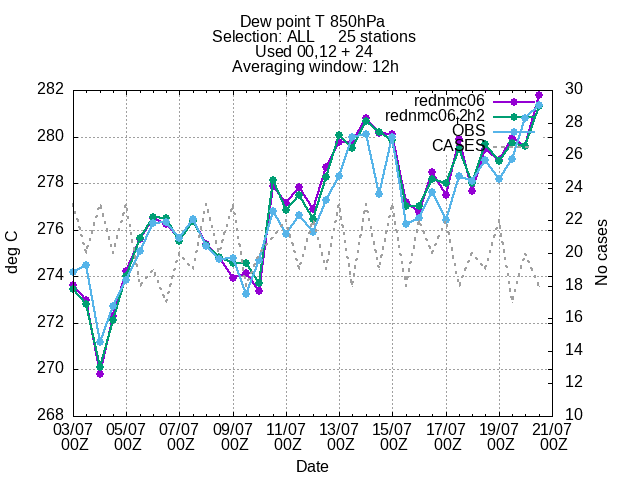 Dew point T 850hPa
Selection: ALL 25 stations
Used 00,12 + 24
Averaging window: 12h
rednmc06
rednmc06,2h2
OBS
CASES
deg C
282
280
278
276
274
272
270
268
No cases
30
28
26
24
22
20
18
16
14
12
10
03/07 05/07 07/07 09/07 11/07 13/07 15/07 17/07 19/07 21/07
00Z 00Z 00Z 00Z 00Z 00Z 00Z 00Z 00Z 00Z
Date